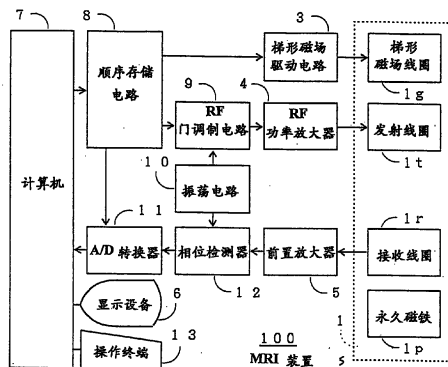 7
8
3
顺序存储
电路
梯形磁场
驱动电路
梯形
磁场线圈
1g
9
4
RF
门调制电路
RF
功率放大器
发射线圈
1t
计算机
10
振荡电路
11
1r
A/D 转换器
相位检测器
前置放大器
接收线圈
12
5
显示设备
6
永久磁铁
1p
操作终端
13
100
MRI 装置
1
s